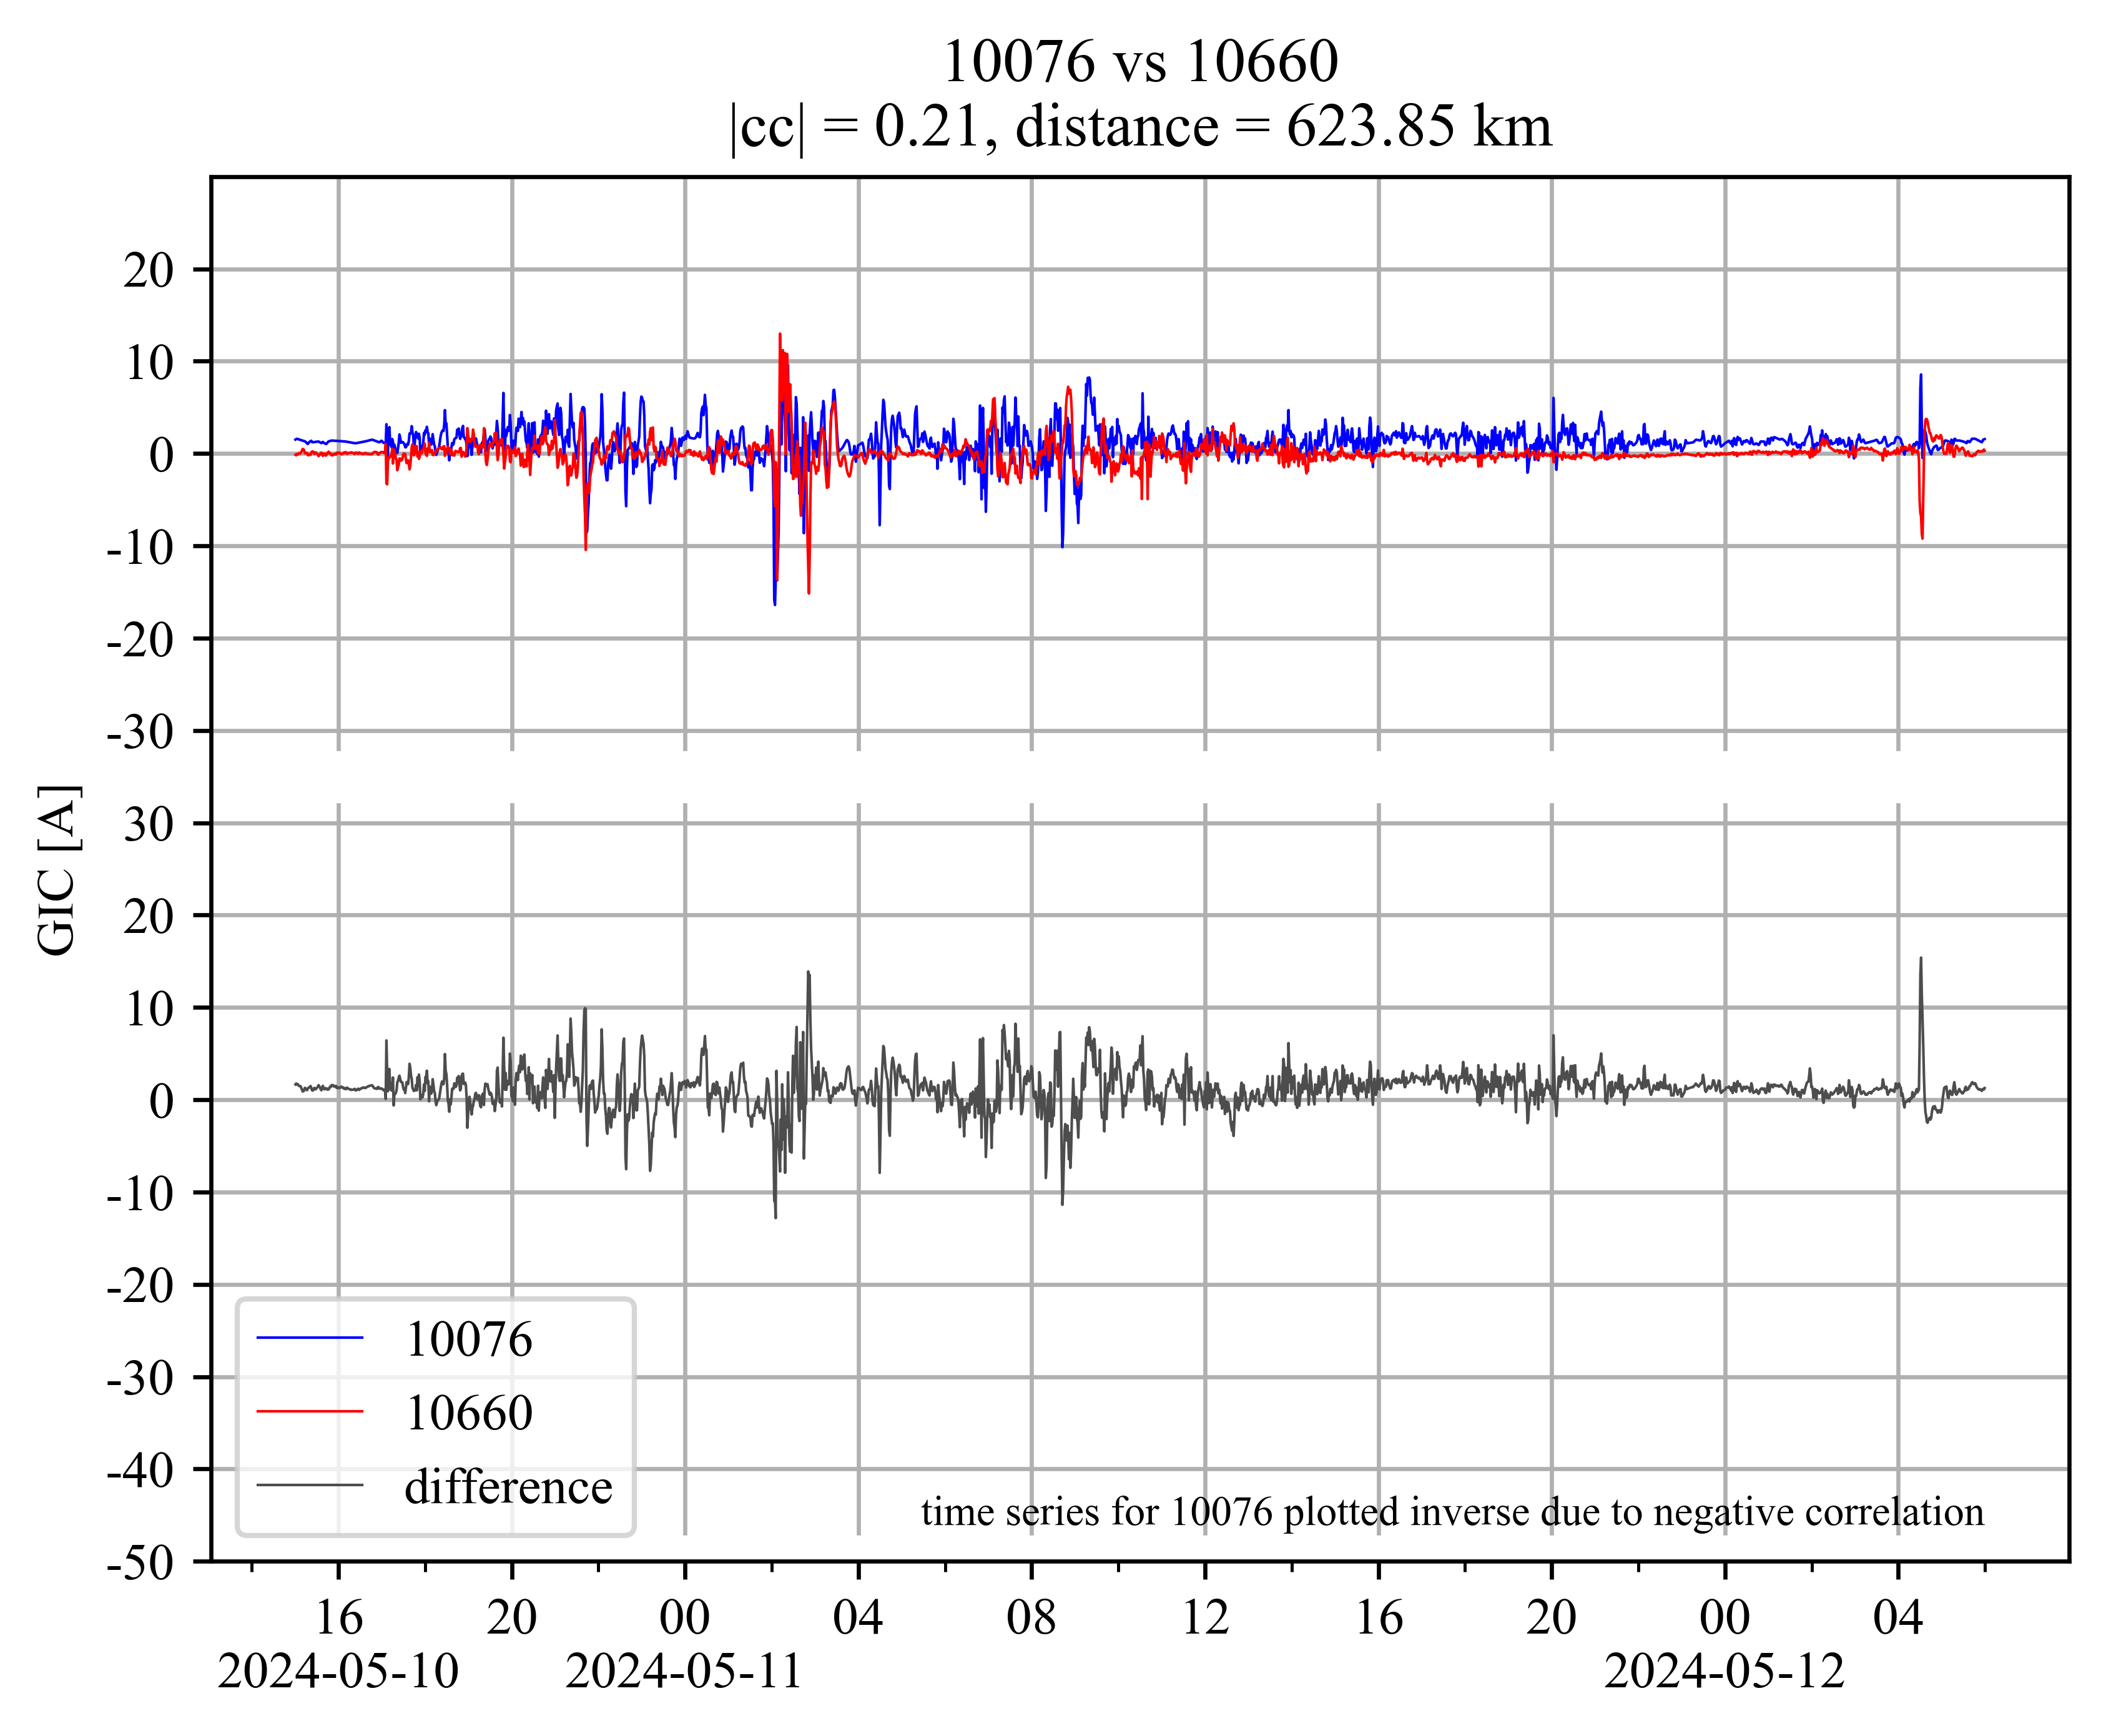 10076 vs 10660
|cc| = 0.21, distance = 623.85 km
GIC [A]
20
10
0
-10
-20
-30
30
20
10
0
-10
-20
-30
-40
-50
10076
10660
difference
time series for 10076 plotted inverse due to negative correlation
16 20 00 04 08 12 16 20 00 04
2024-05-10 2024-05-11 2024-05-12